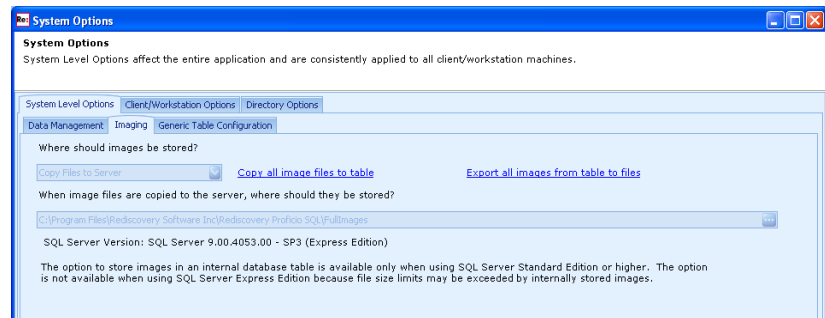 Re: System Options
System Options
System Level Options affect the entire application and are consistently applied to all client/workstation machines.
System Level Options Client/Workstation Options Directory Options
Data Management Imaging Generic Table Configuration
Where should images be stored?
Copy Files to Server Copy all image files to table Export all images from table to files
When image files are copied to the server, where should they be stored?
C:\Program Files\Rediscovery Software Inc\Rediscovery Proficio SQL\FullImages ...
SQL Server Version: SQL Server 9.00.4053.00 - SP3 (Express Edition)
The option to store images in an internal database table is available only when using SQL Server Standard Edition or higher. The option
is not available when using SQL Server Express Edition because file size limits may be exceeded by internally stored images.